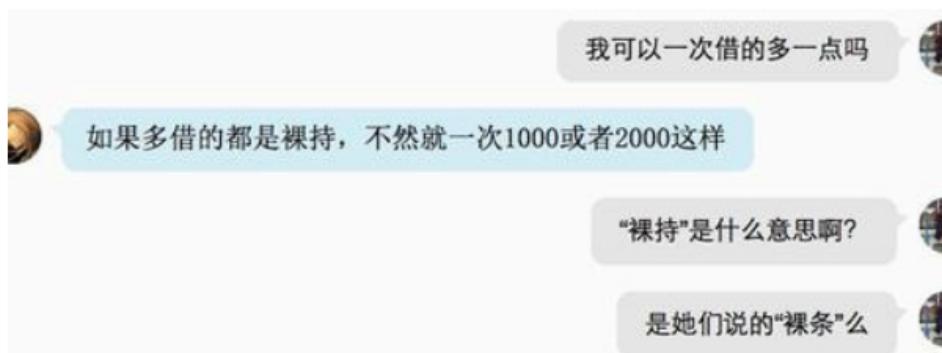 我可以一次借的多一点吗
如果多借的都是裸持，不然就一次1000或者2000这样
“裸持”是什么意思啊？
是她们说的“裸条”么